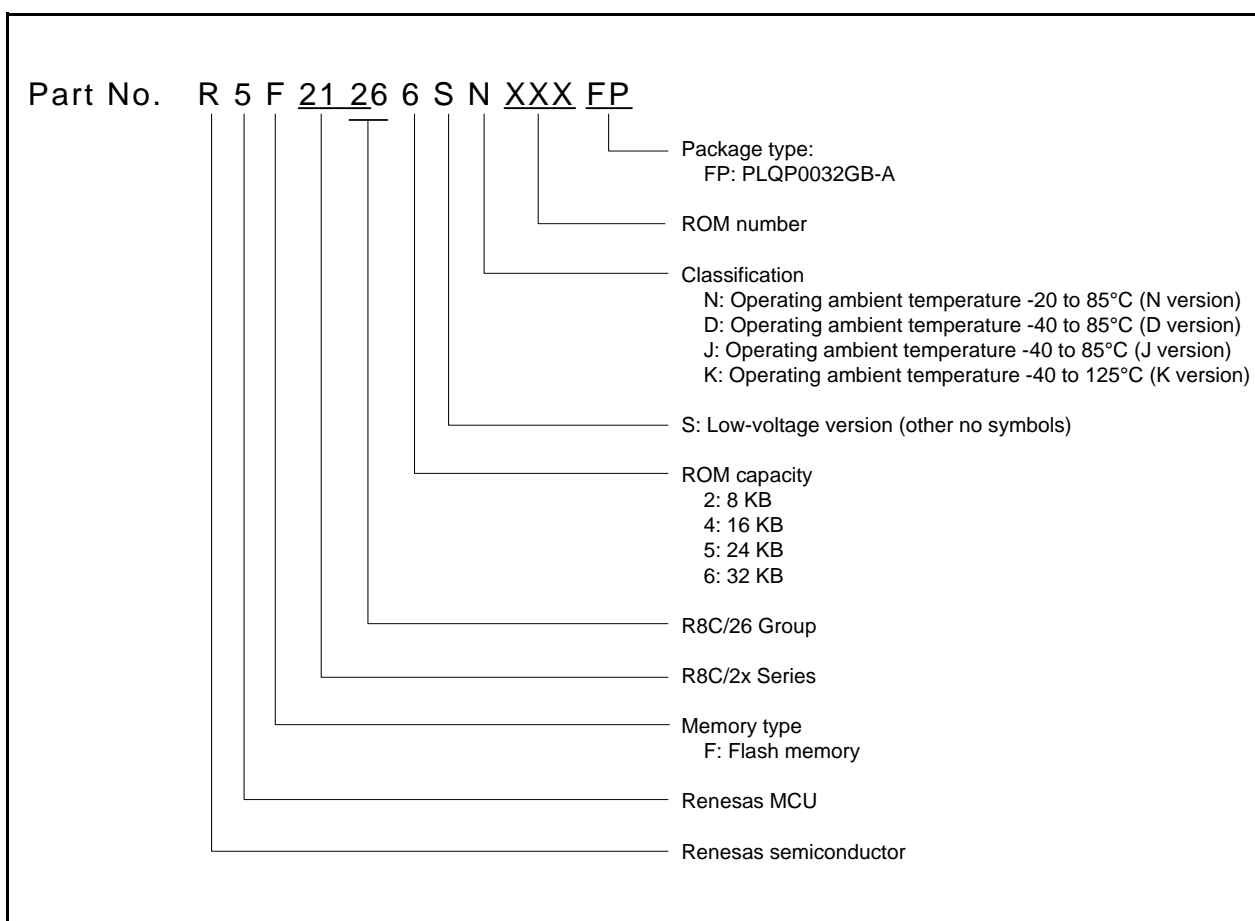 Part No. R 5 F 21 26 6 S N XXX FP
Package type:
FP: PLQP0032GB-A
ROM number
Classification
N: Operating ambient temperature -20 to 85°C (N version)
D: Operating ambient temperature -40 to 85°C (D version)
J: Operating ambient temperature -40 to 85°C (J version)
K: Operating ambient temperature -40 to 125°C (K version)
S: Low-voltage version (other no symbols)
ROM capacity
2: 8 KB
4: 16 KB
5: 24 KB
6: 32 KB
R8C/26 Group
R8C/2x Series
Memory type
F: Flash memory
Renesas MCU
Renesas semiconductor